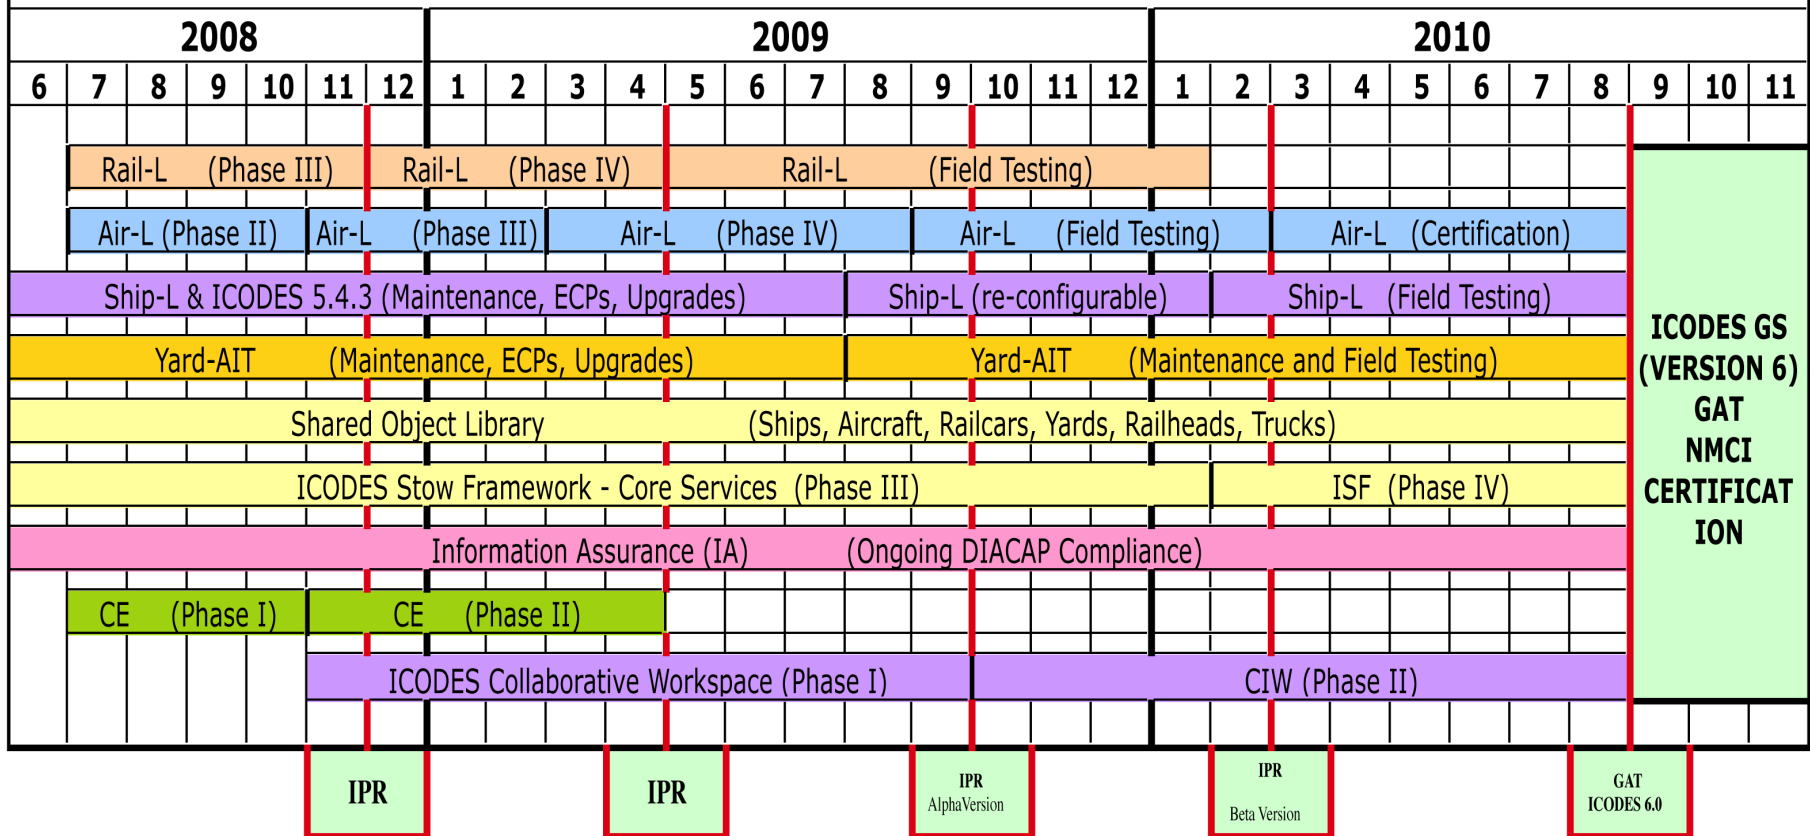 2008 2009 2010
6 7 8 9 10 11 12 1 2 3 4 5 6 7 8 9 10 11 12 1 2 3 4 5 6 7 8 9 10 11
Rail-L (Phase III) Rail-L (Phase IV) Rail-L (Field Testing)
Air-L (Phase II) Air-L (Phase III) Air-L (Phase IV) Air-L (Field Testing) Air-L (Certification)
Ship-L & ICODES 5.4.3 (Maintenance, ECPs, Upgrades) Ship-L (re-configurable) Ship-L (Field Testing)
Yard-AIT (Maintenance, ECPs, Upgrades) Yard-AIT (Maintenance and Field Testing)
Shared Object Library (Ships, Aircraft, Railcars, Yards, Railheads, Trucks)
ICODES Stow Framework - Core Services (Phase III) ISF (Phase IV)
Information Assurance (IA) (Ongoing DIACAP Compliance)
CE (Phase I) CE (Phase II)
ICODES Collaborative Workspace (Phase I) CIW (Phase II)
ICODES GS
(VERSION 6)
GAT
NMCI
CERTIFICAT
ION
IPR
IPR
IPR
AlphaVersion
IPR
Beta Version
GAT
ICODES 6.0